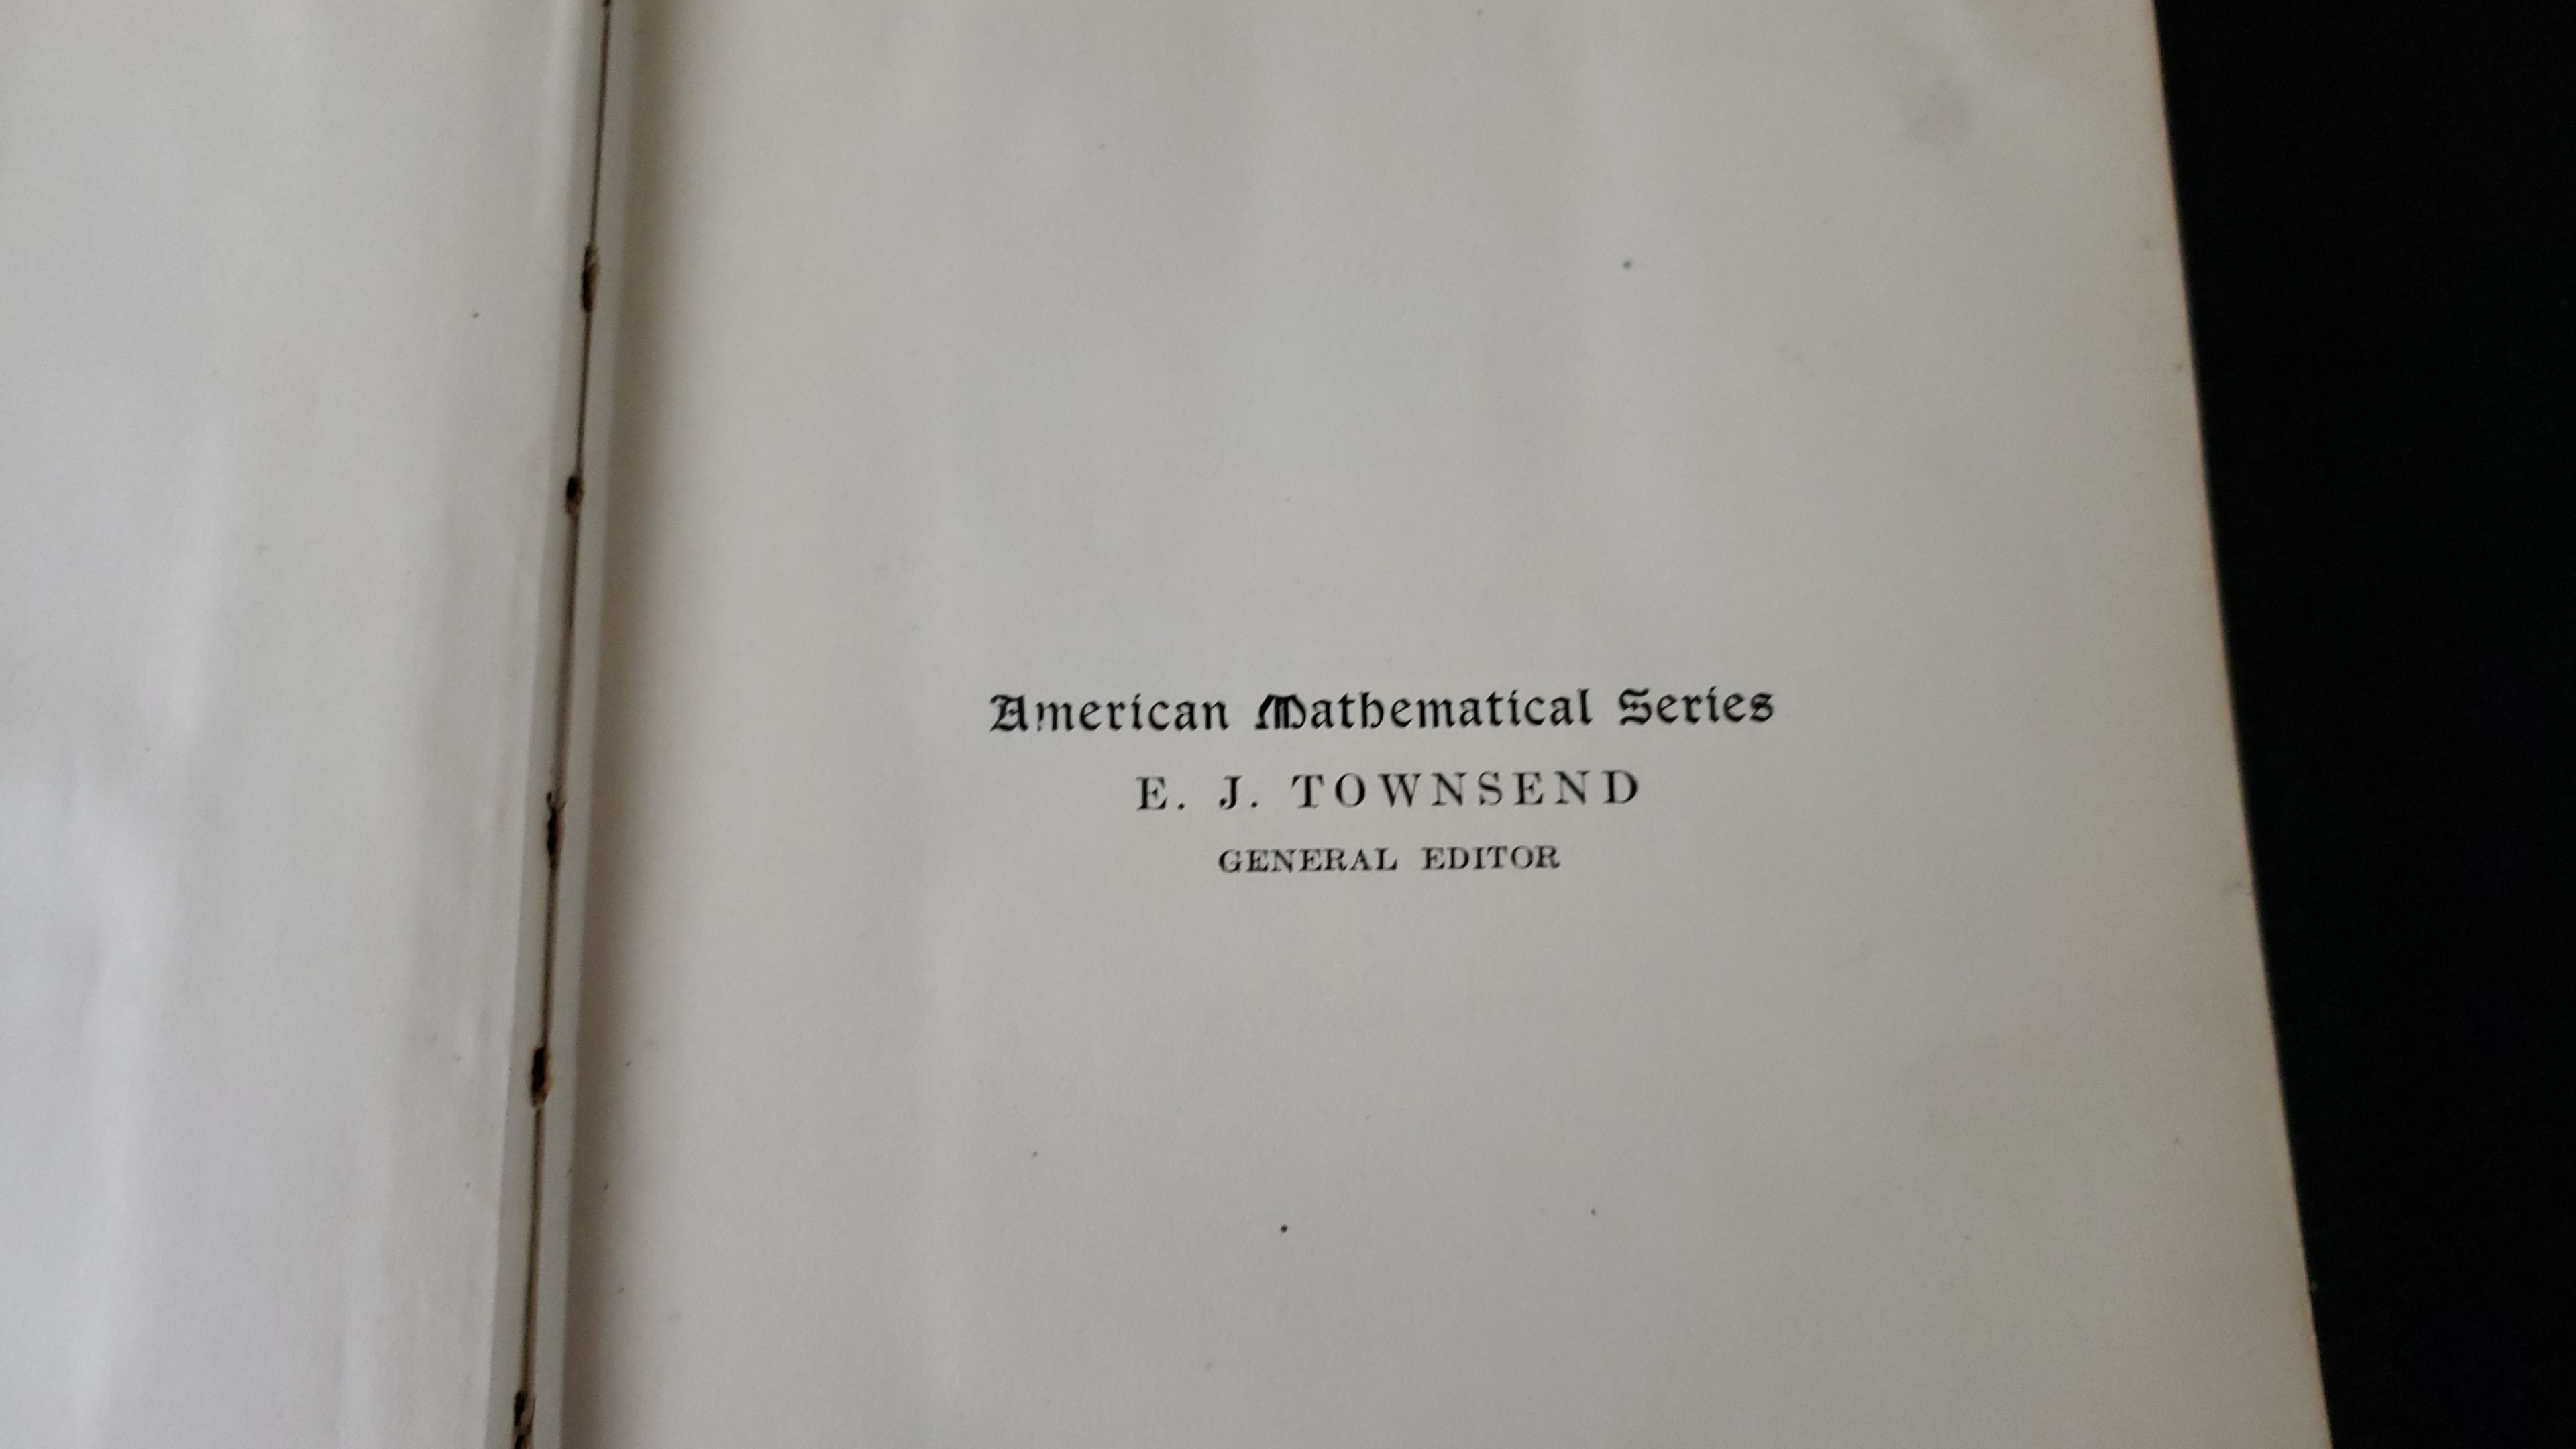 American Mathematical Series
E. J. TOWNSEND
GENERAL EDITOR